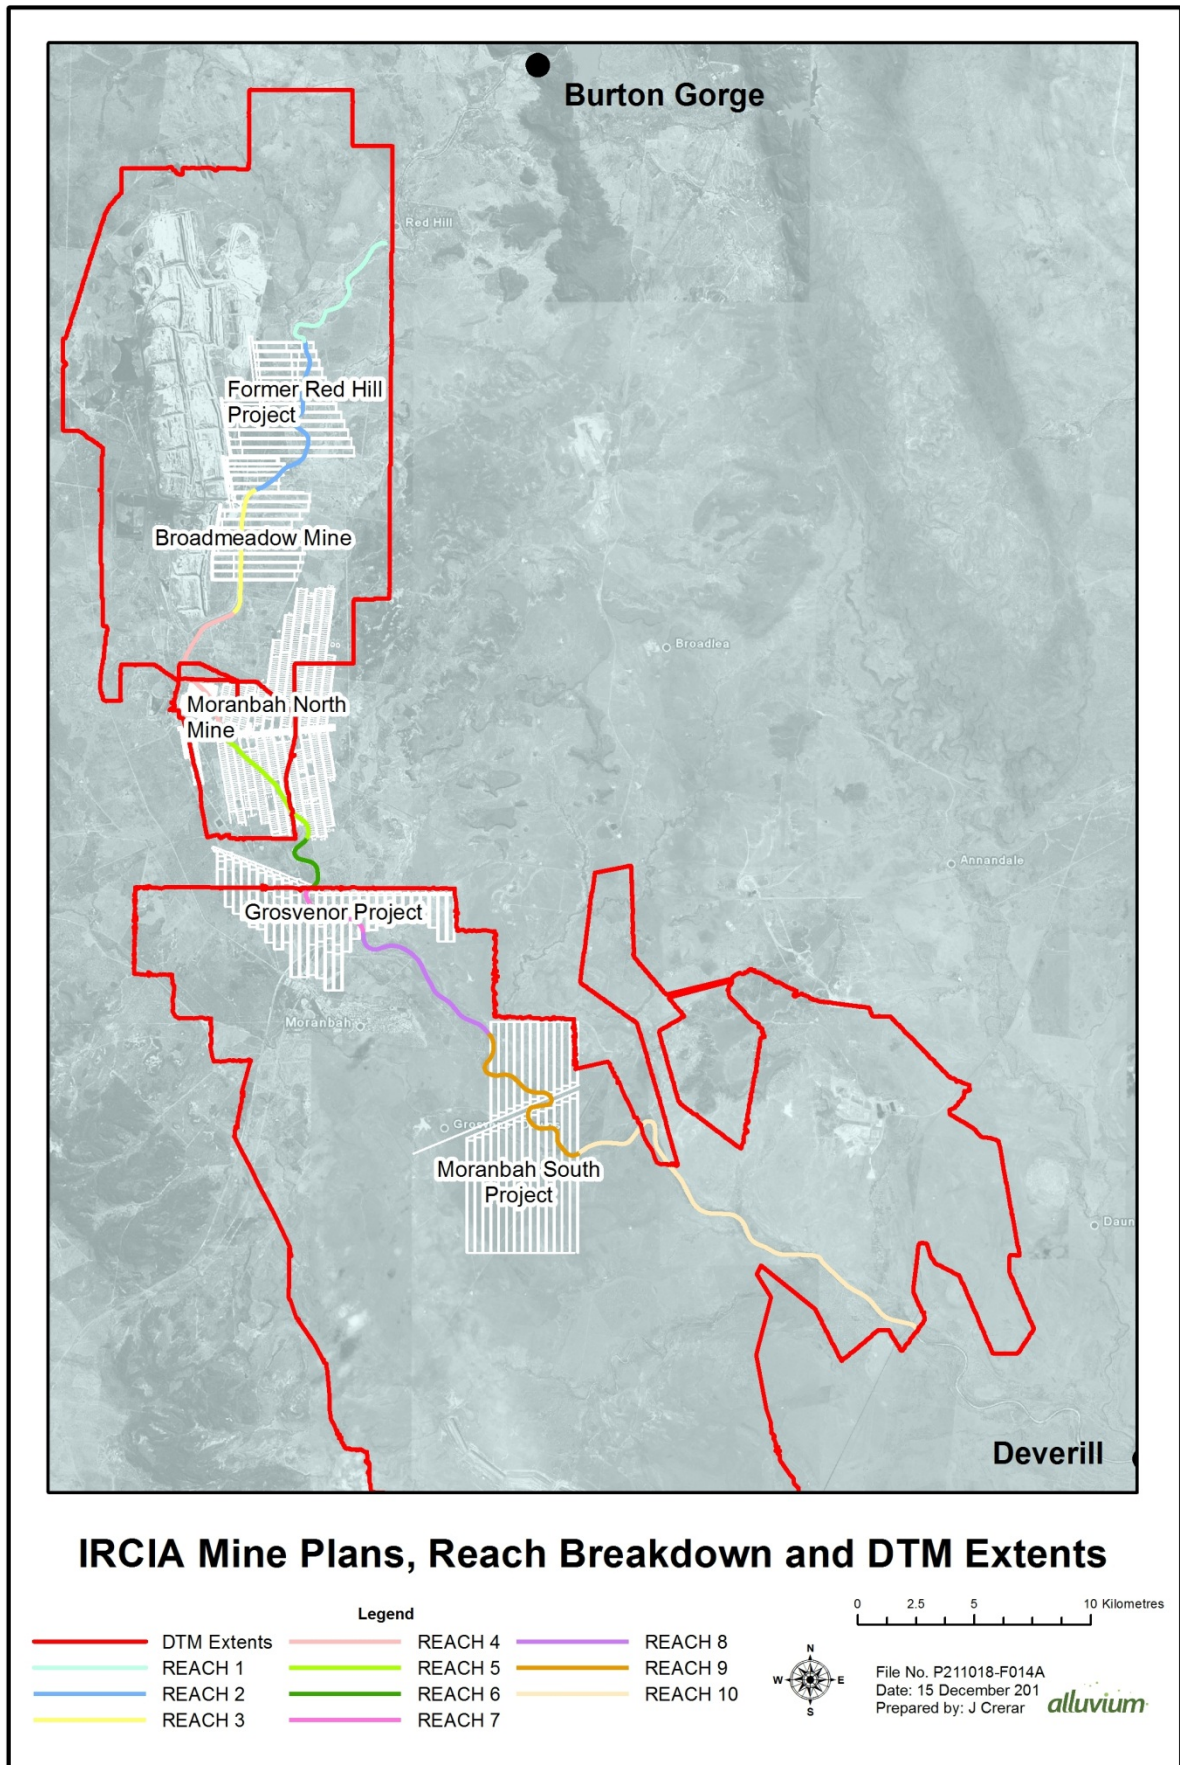 Burton Gorge
Red Hill
Former Red Hill
Project
Broadmeadow Mine
Broadlea
Moranbah North
Mine
Annandale
Grosvenor Project
Moranbah
Moranbah South
Project
Daun
Deverill
IRCIA Mine Plans, Reach Breakdown and DTM Extents
Legend
DTM Extents
REACH 1
REACH 2
REACH 3
REACH 4
REACH 5
REACH 6
REACH 7
REACH 8
REACH 9
REACH 10
0 2.5 5 10 Kilometres
N
W E
S
File No. P211018-F014A
Date: 15 December 201
Prepared by: J Crerar
alluvium